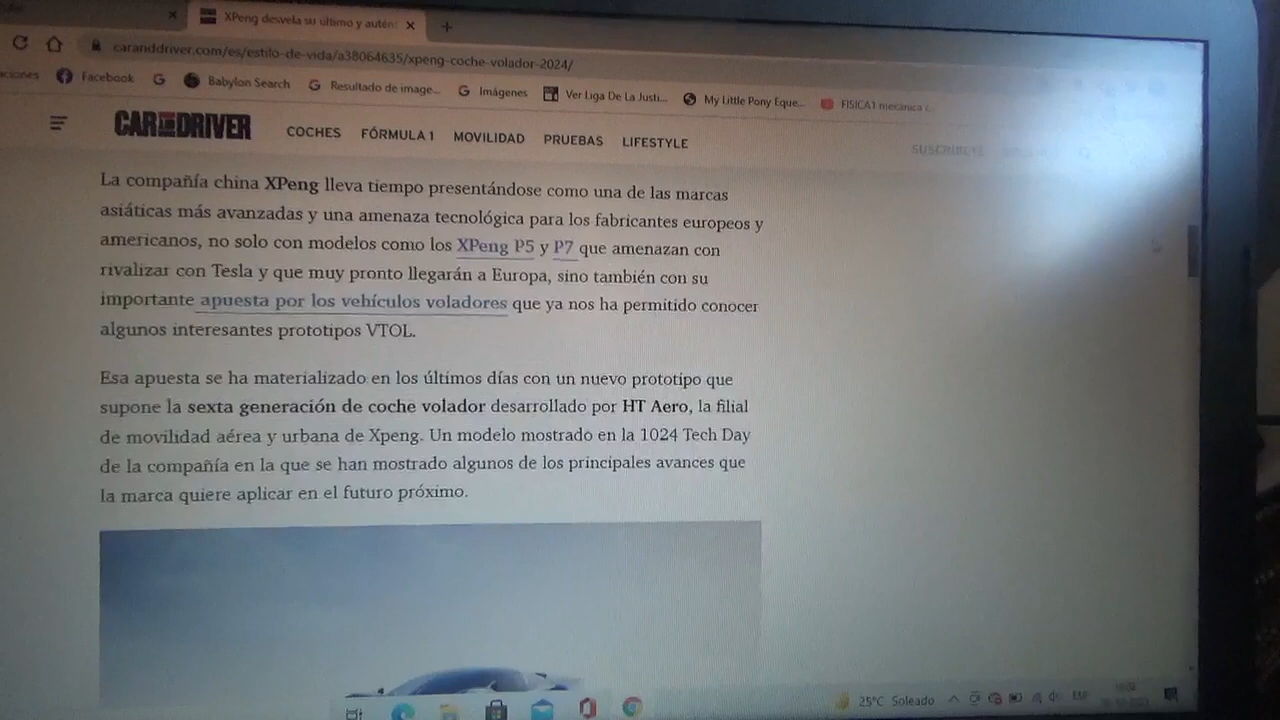 XPeng desvela su último y autén
caranddriver.com/es/estilo-de-vida/a38064635/xpeng-coche-volador-2024/
aciones Facebook Babylon Search Resultado de image... Imágenes Ver Liga De La Justi... My Little Pony Eque... FISICA1 mecánica
CAR AND DRIVER COCHES FÓRMULA 1 MOVILIDAD PRUEBAS LIFESTYLE SUSCRIBETE
La compañía china XPeng lleva tiempo presentándose como una de las marcas
asiáticas más avanzadas y una amenaza tecnológica para los fabricantes europeos y
americanos, no solo con modelos como los XPeng P5 y P7 que amenazan con
rivalizar con Tesla y que muy pronto llegarán a Europa, sino también con su
importante apuesta por los vehículos voladores que ya nos ha permitido conocer
algunos interesantes prototipos VTOL.
Esa apuesta se ha materializado en los últimos días con un nuevo prototipo que
supone la sexta generación de coche volador desarrollado por HT Aero, la filial
de movilidad aérea y urbana de Xpeng. Un modelo mostrado en la 1024 Tech Day
de la compañía en la que se han mostrado algunos de los principales avances que
la marca quiere aplicar en el futuro próximo.
25°C Soleado ESP